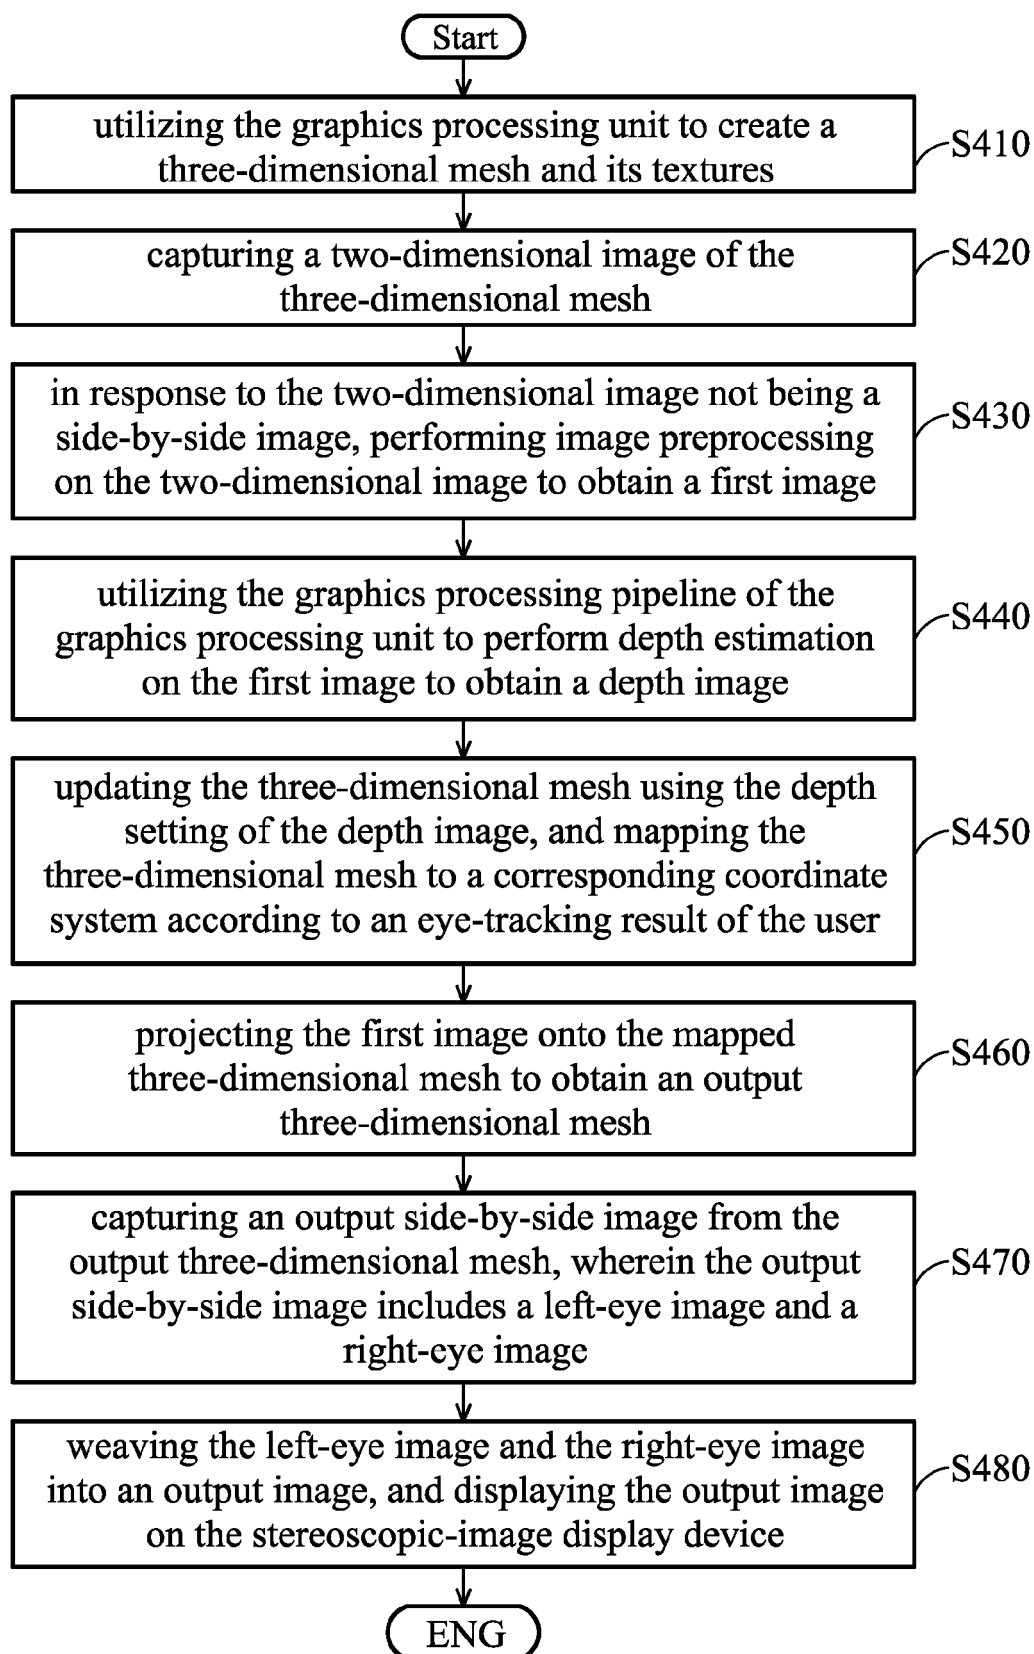 Start
utilizing the graphics processing unit to create a
three-dimensional mesh and its textures
S410
capturing a two-dimensional image of the
three-dimensional mesh
S420
in response to the two-dimensional image not being a
side-by-side image, performing image preprocessing
on the two-dimensional image to obtain a first image
S430
utilizing the graphics processing pipeline of the
graphics processing unit to perform depth estimation
on the first image to obtain a depth image
S440
updating the three-dimensional mesh using the depth
setting of the depth image, and mapping the
three-dimensional mesh to a corresponding coordinate
system according to an eye-tracking result of the user
S450
projecting the first image onto the mapped
three-dimensional mesh to obtain an output
three-dimensional mesh
S460
capturing an output side-by-side image from the
output three-dimensional mesh, wherein the output
side-by-side image includes a left-eye image and a
right-eye image
S470
weaving the left-eye image and the right-eye image
into an output image, and displaying the output image
on the stereoscopic-image display device
S480
ENG